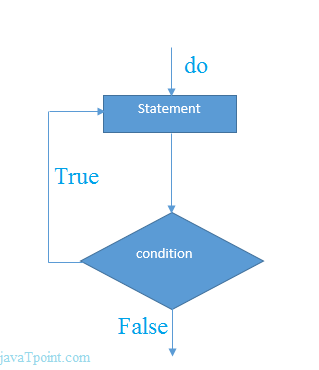 do
Statement
True
condition
False
javaTpoint.com